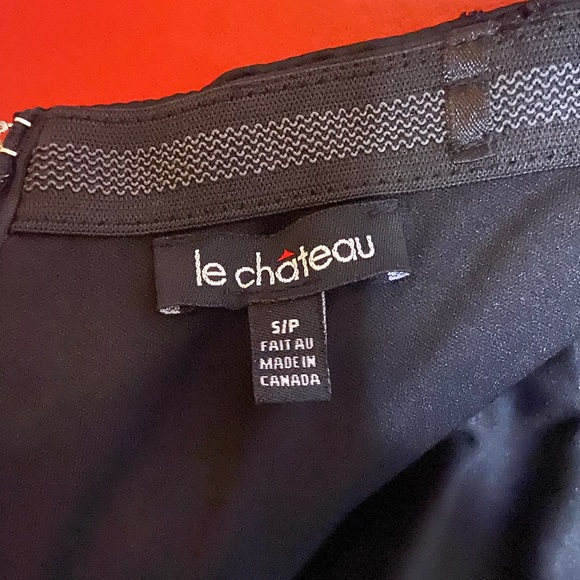 le château
S/P
FAIT AU
MADE IN
CANADA